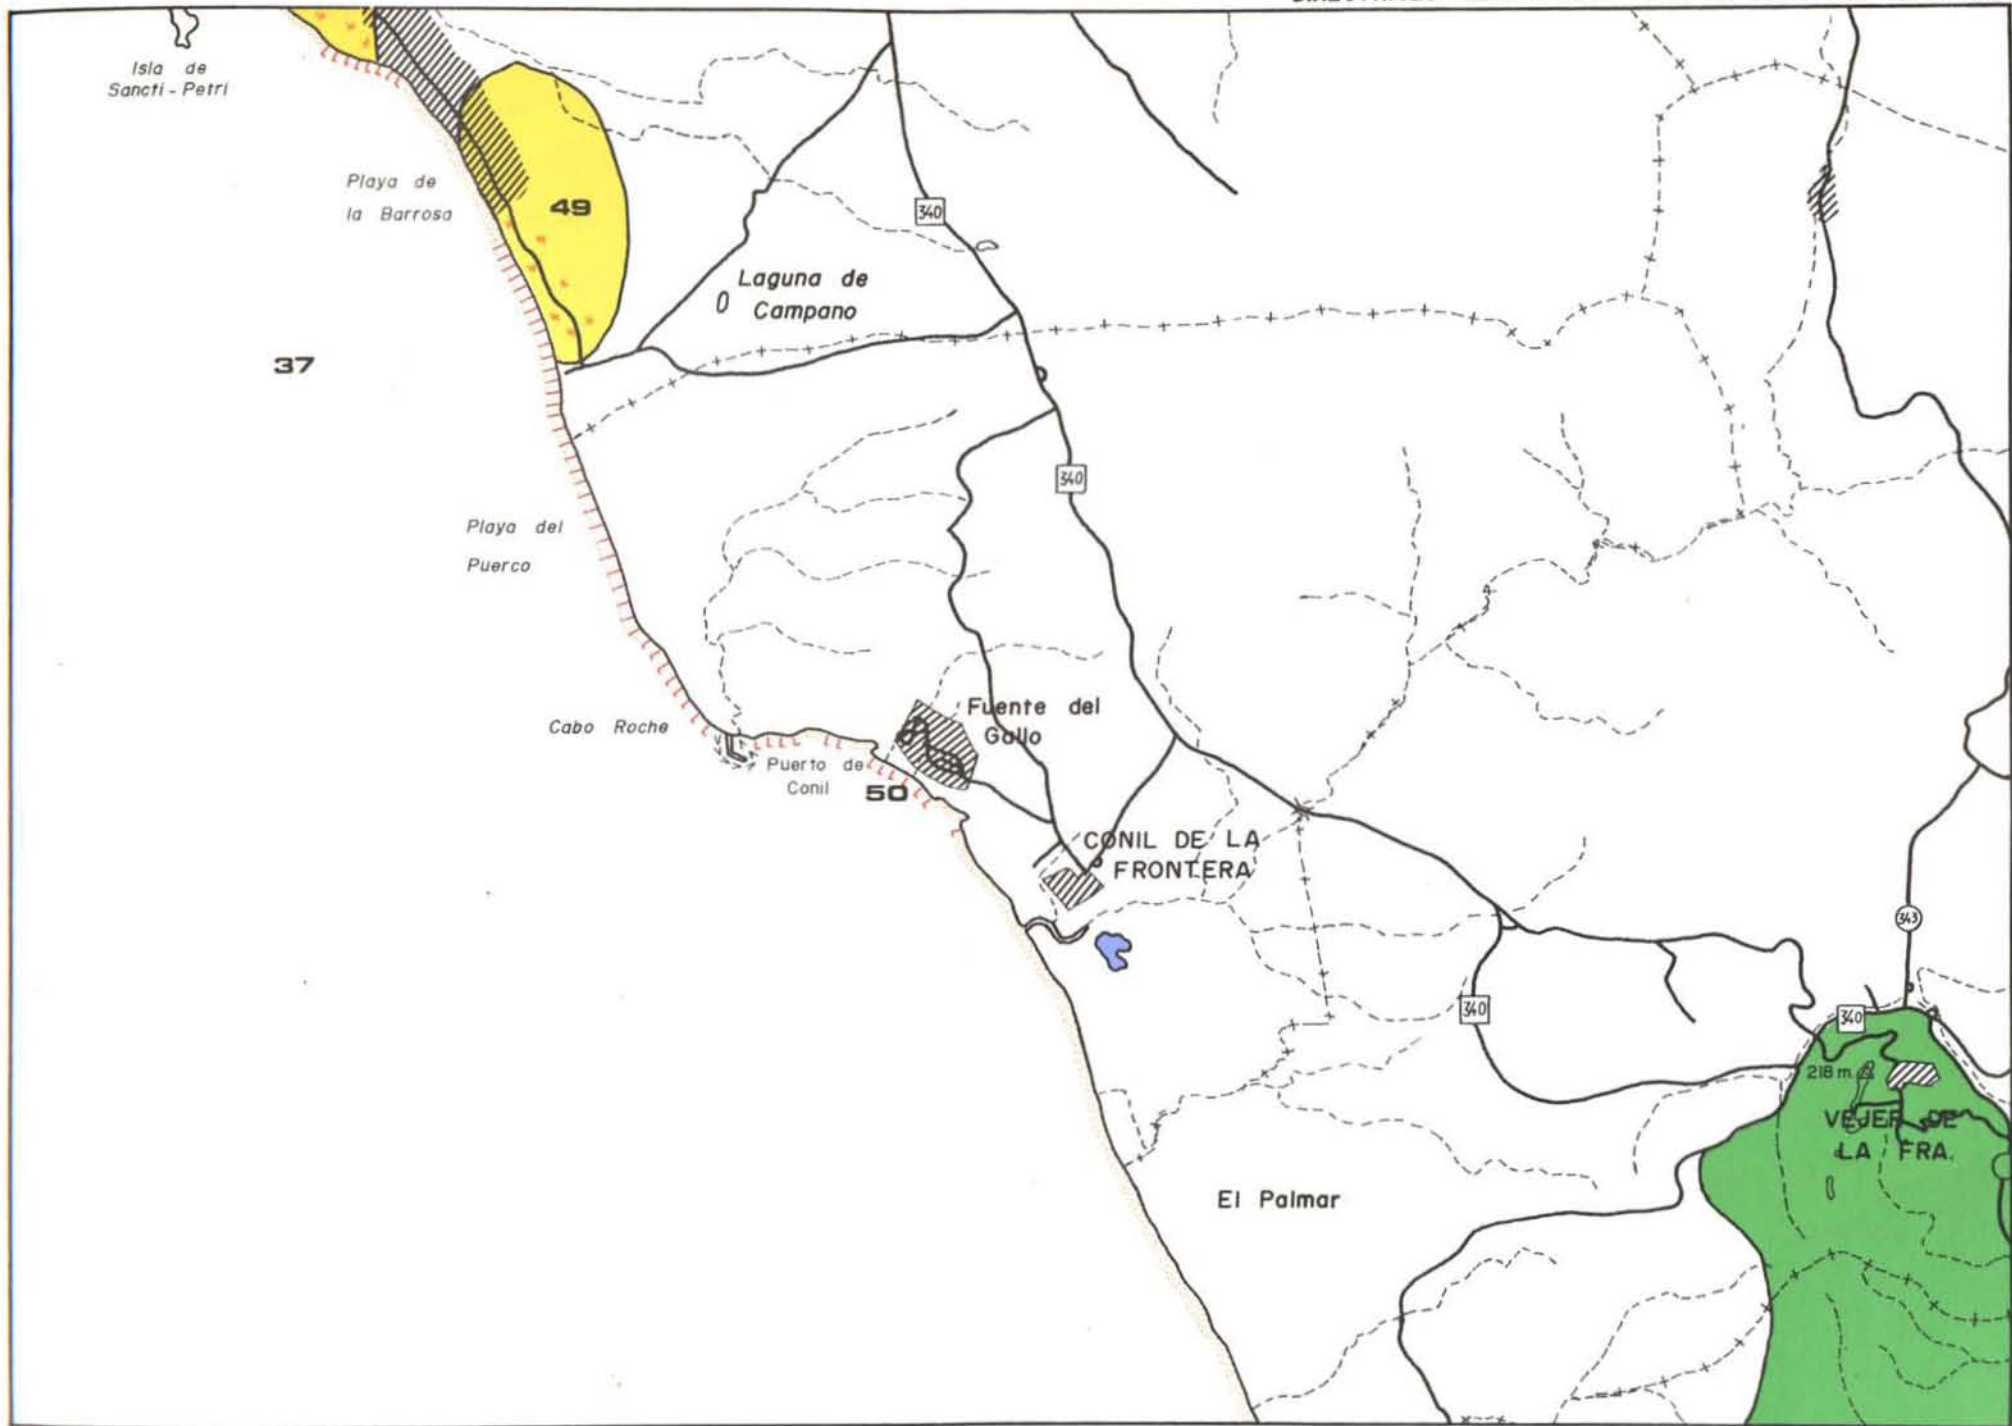 Isla de
Sancti - Petri
Playa de
la Barrosa
49
340
Laguna de
Campano
37
340
Playa del
Puerco
Fuente del
Gallo
Cabo Roche
Puerto de
Conil
50
CONIL DE LA
FRONTERA
343
340
340
218 m.
VEJER DE
LA FRA.
El Palmar